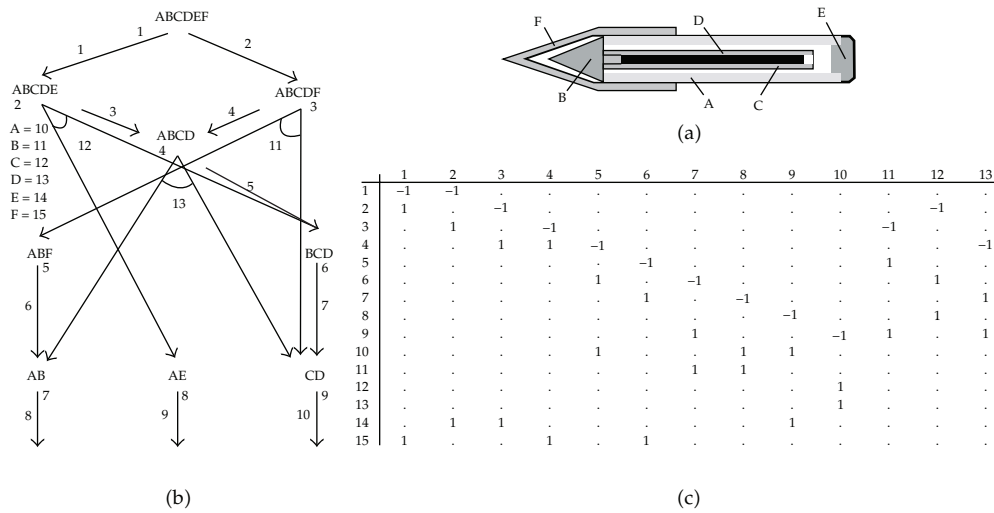 ABCDEF
1 1 2
ABCDE ABCDF
2 3
3 4
A = 10
B = 11
C = 12
D = 13
E = 14
F = 15
12 ABCD 11
4
5
13
ABF BCD
5 6
6 7
AB AE CD
7 8 9
8 9 10
(b)
F D E
B A C
(a)
1 2 3 4 5 6 7 8 9 10 11 12 13
1 −1 −1 . . . . . . . . . . .
2 1 . −1 . . . . . . . . −1 .
3 . 1 . −1 . . . . . . −1 . .
4 . . 1 1 −1 . . . . . . . −1
5 . . . . . −1 . . . . 1 . .
6 . . . . 1 . −1 . . . . 1 .
7 . . . . . 1 . −1 . . . . 1
8 . . . . . . . . −1 . . 1 .
9 . . . . . . 1 . . −1 1 . 1
10 . . . . 1 . . 1 1 . . . .
11 . . . . . . 1 1 . . . . .
12 . . . . . . . . . 1 . . .
13 . . . . . . . . . 1 . . .
14 . 1 1 . . . . . 1 . . . .
15 1 . . 1 . 1 . . . . . . .
(c)